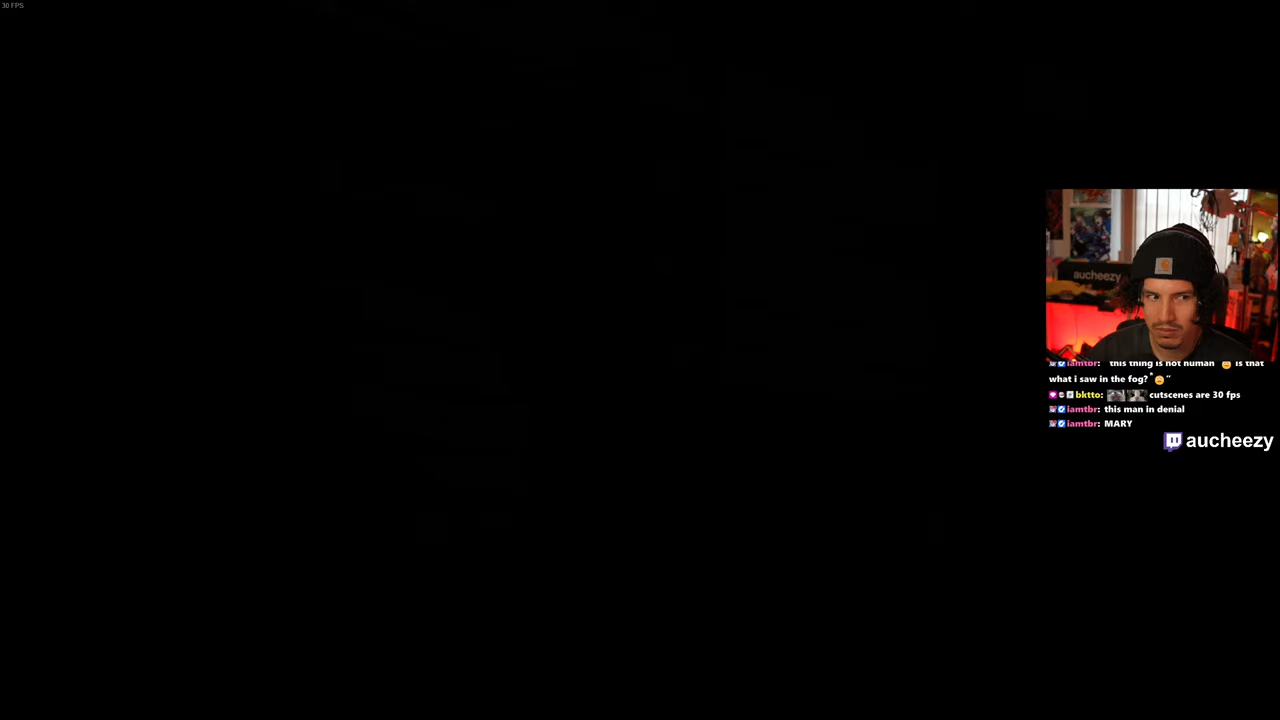 30 FPS
aucheezy
iamtbr: "this thing is not human 😩 is that
what i saw in the fog? 😩"
bktto: cutscenes are 30 fps
iamtbr: this man in denial
iamtbr: MARY
aucheezy